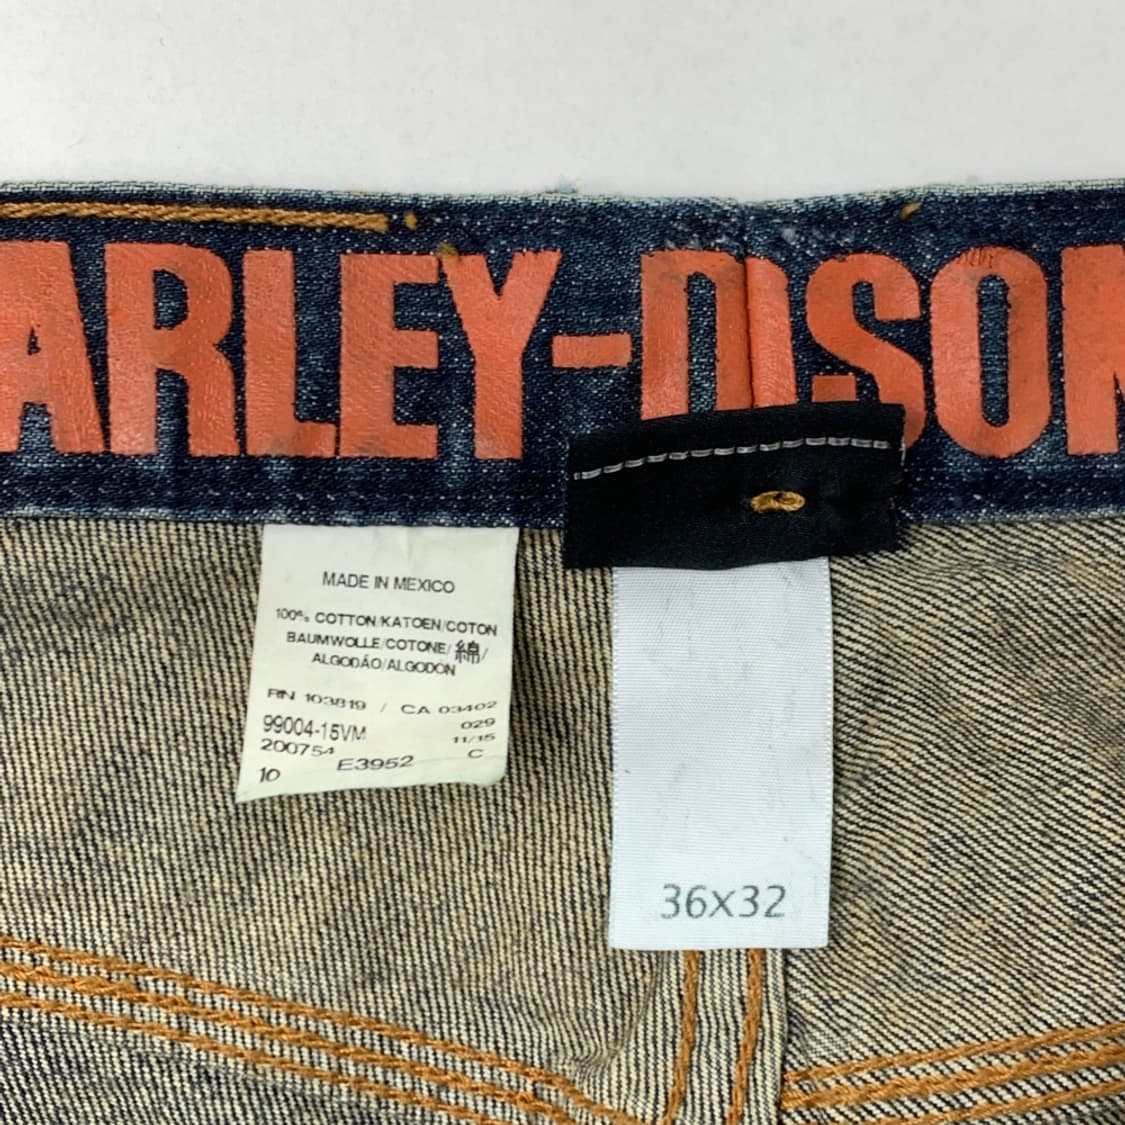 ARLEY-D SON
MADE IN MEXICO
100% COTTON/KATOEN/COTON
BAUMWOLLE/COTONE/綿/
ALGODÃO/ALGODON
RN 103819 / CA 03402
99004-15VM 029
200754 11/15
10 E3952 C
36x32